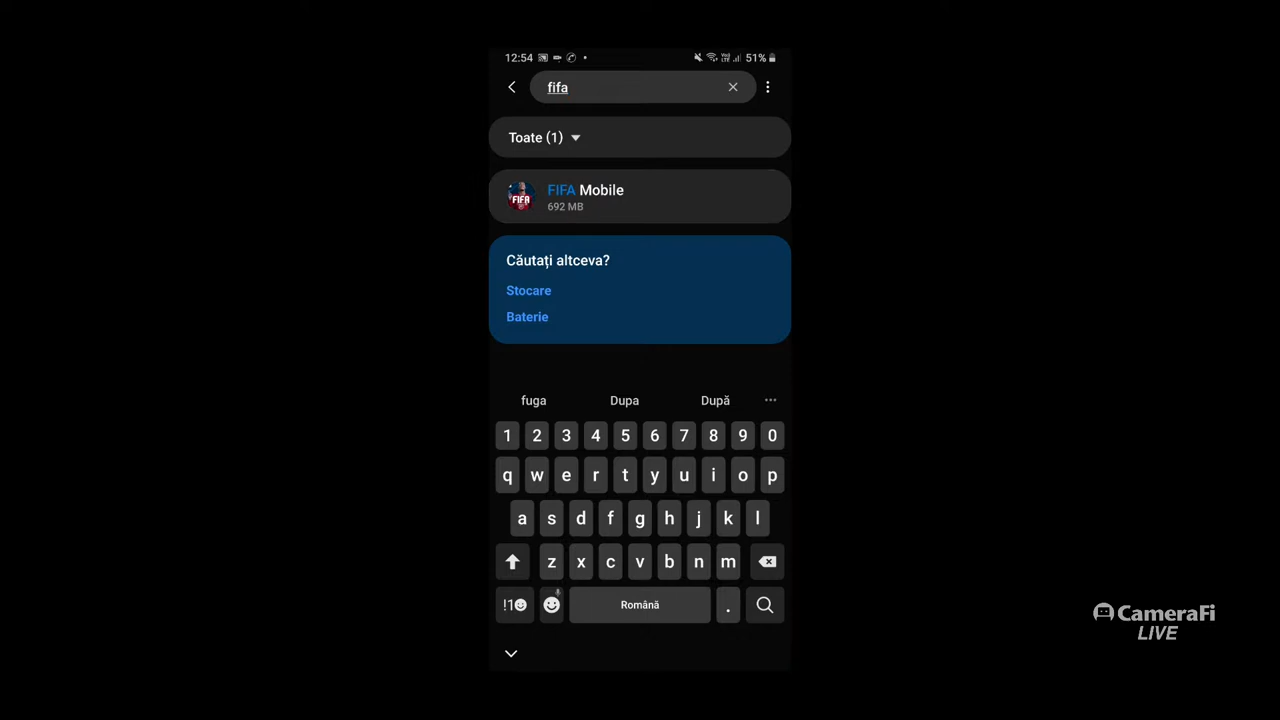 12:54 51%
fifa
Toate (1)
FIFA Mobile
692 MB
FIFA
Căutați altceva?
Stocare
Baterie
fuga Dupa După
1 2 3 4 5 6 7 8 9 0
q w e r t y u i o p
a s d f g h j k l
z x c v b n m
!1 Română .
CameraFi
LIVE